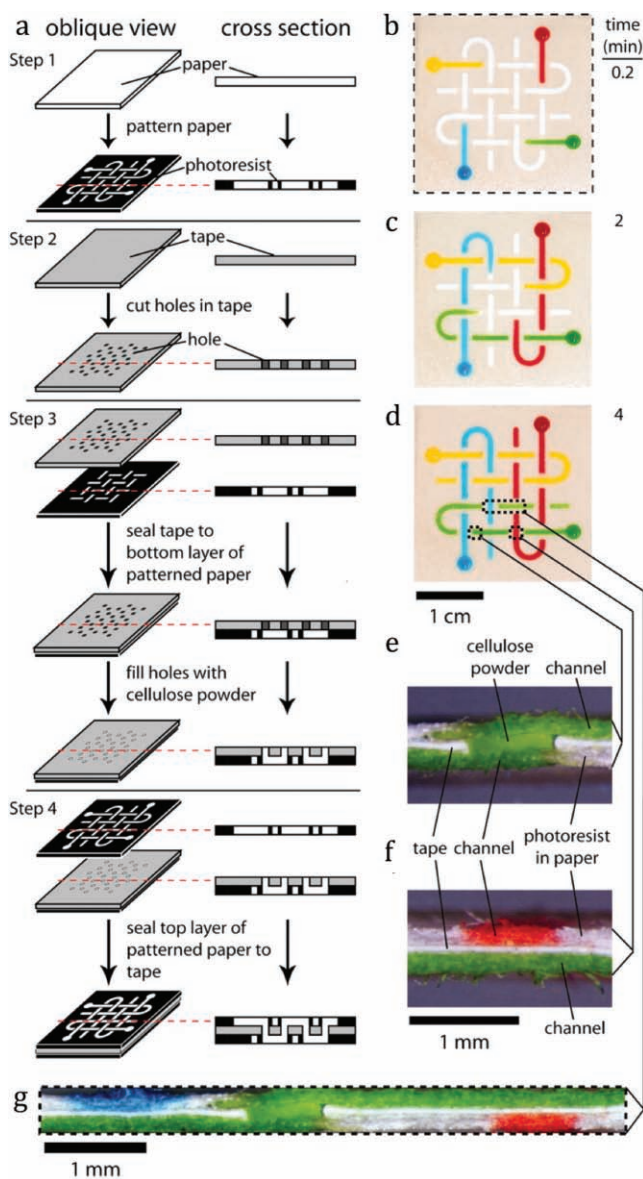 a
oblique view
cross section
Step 1
paper
pattern paper
photoresist
Step 2
tape
cut holes in tape
hole
Step 3
seal tape to
bottom layer of
patterned paper
fill holes with
cellulose powder
Step 4
seal top layer of
patterned paper to
tape
b
time
(min)
0.2
c
2
d
4
1 cm
e
cellulose
powder
channel
tape
channel
photoresist
in paper
f
channel
1 mm
g
1 mm